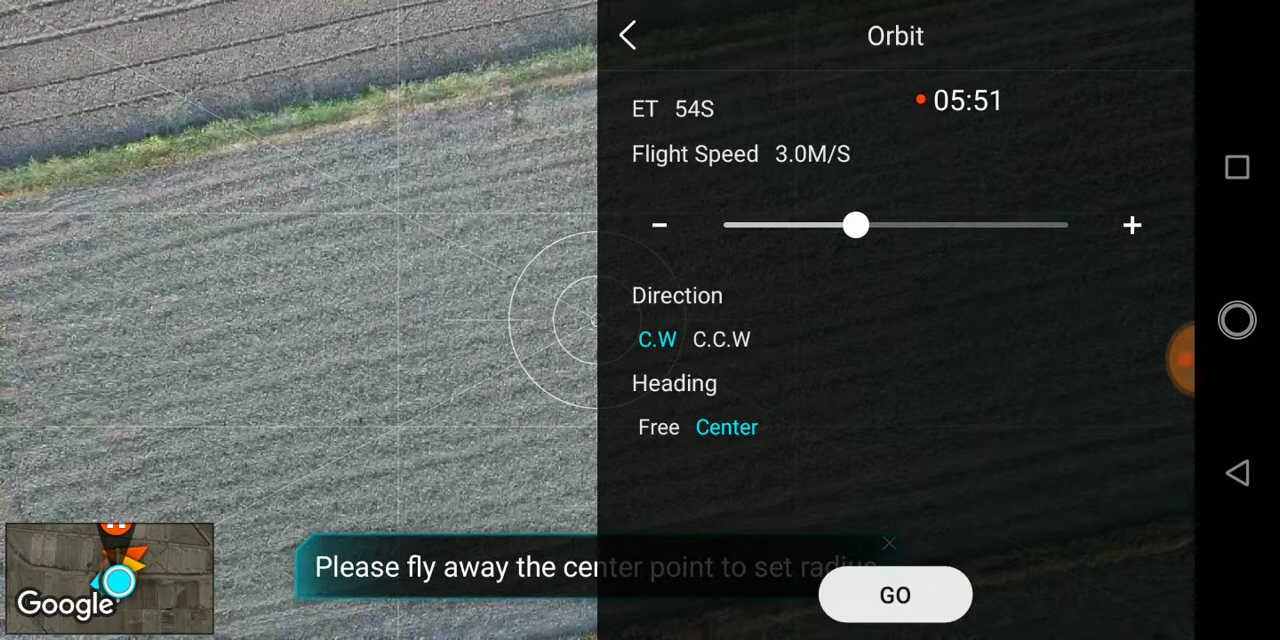 Orbit
05:51
ET 54S
Flight Speed 3.0M/S
Direction
C.W C.C.W
Heading
Free Center
Please fly away the center point to set radius
GO
Google